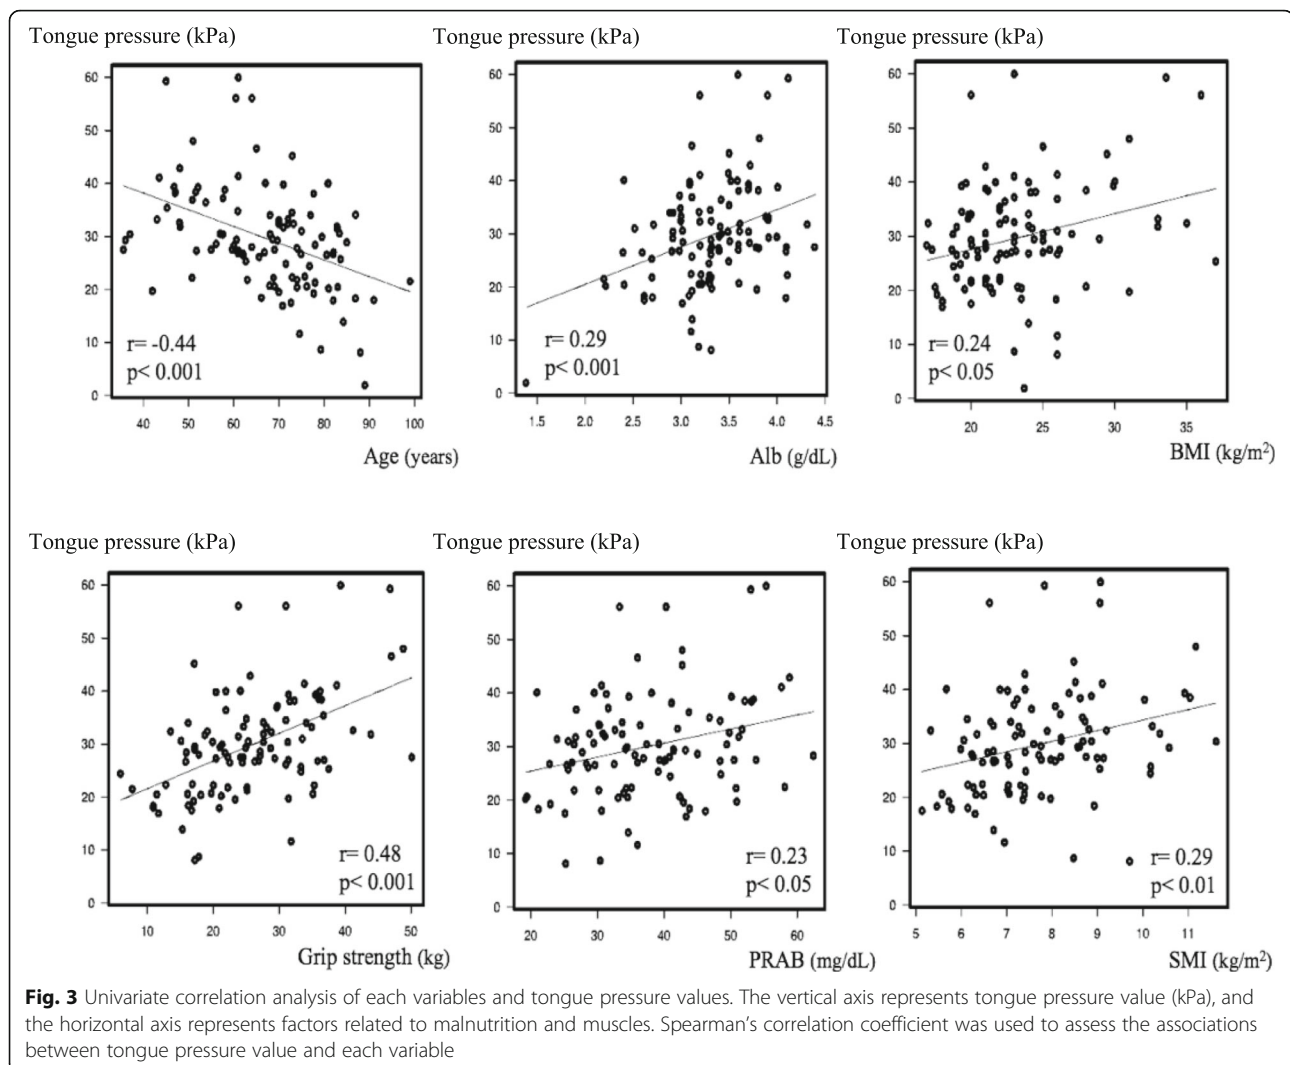 Tongue pressure (kPa)
60
50
40
30
20
10
0
r= -0.44
p< 0.001
40 50 60 70 80 90 100
Age (years)
Tongue pressure (kPa)
60
50
40
30
20
10
0
r= 0.29
p< 0.001
1.5 2.0 2.5 3.0 3.5 4.0 4.5
Alb (g/dL)
Tongue pressure (kPa)
60
50
40
30
20
10
0
r= 0.24
p< 0.05
20 25 30 35
BMI (kg/m²)
Tongue pressure (kPa)
60
50
40
30
20
10
0
r= 0.48
p< 0.001
10 20 30 40 50
Grip strength (kg)
Tongue pressure (kPa)
60
50
40
30
20
10
0
r= 0.23
p< 0.05
20 30 40 50 60
PRAB (mg/dL)
Tongue pressure (kPa)
60
50
40
30
20
10
0
r= 0.29
p< 0.01
5 6 7 8 9 10 11
SMI (kg/m²)
Fig. 3 Univariate correlation analysis of each variables and tongue pressure values. The vertical axis represents tongue pressure value (kPa), and
the horizontal axis represents factors related to malnutrition and muscles. Spearman's correlation coefficient was used to assess the associations
between tongue pressure value and each variable